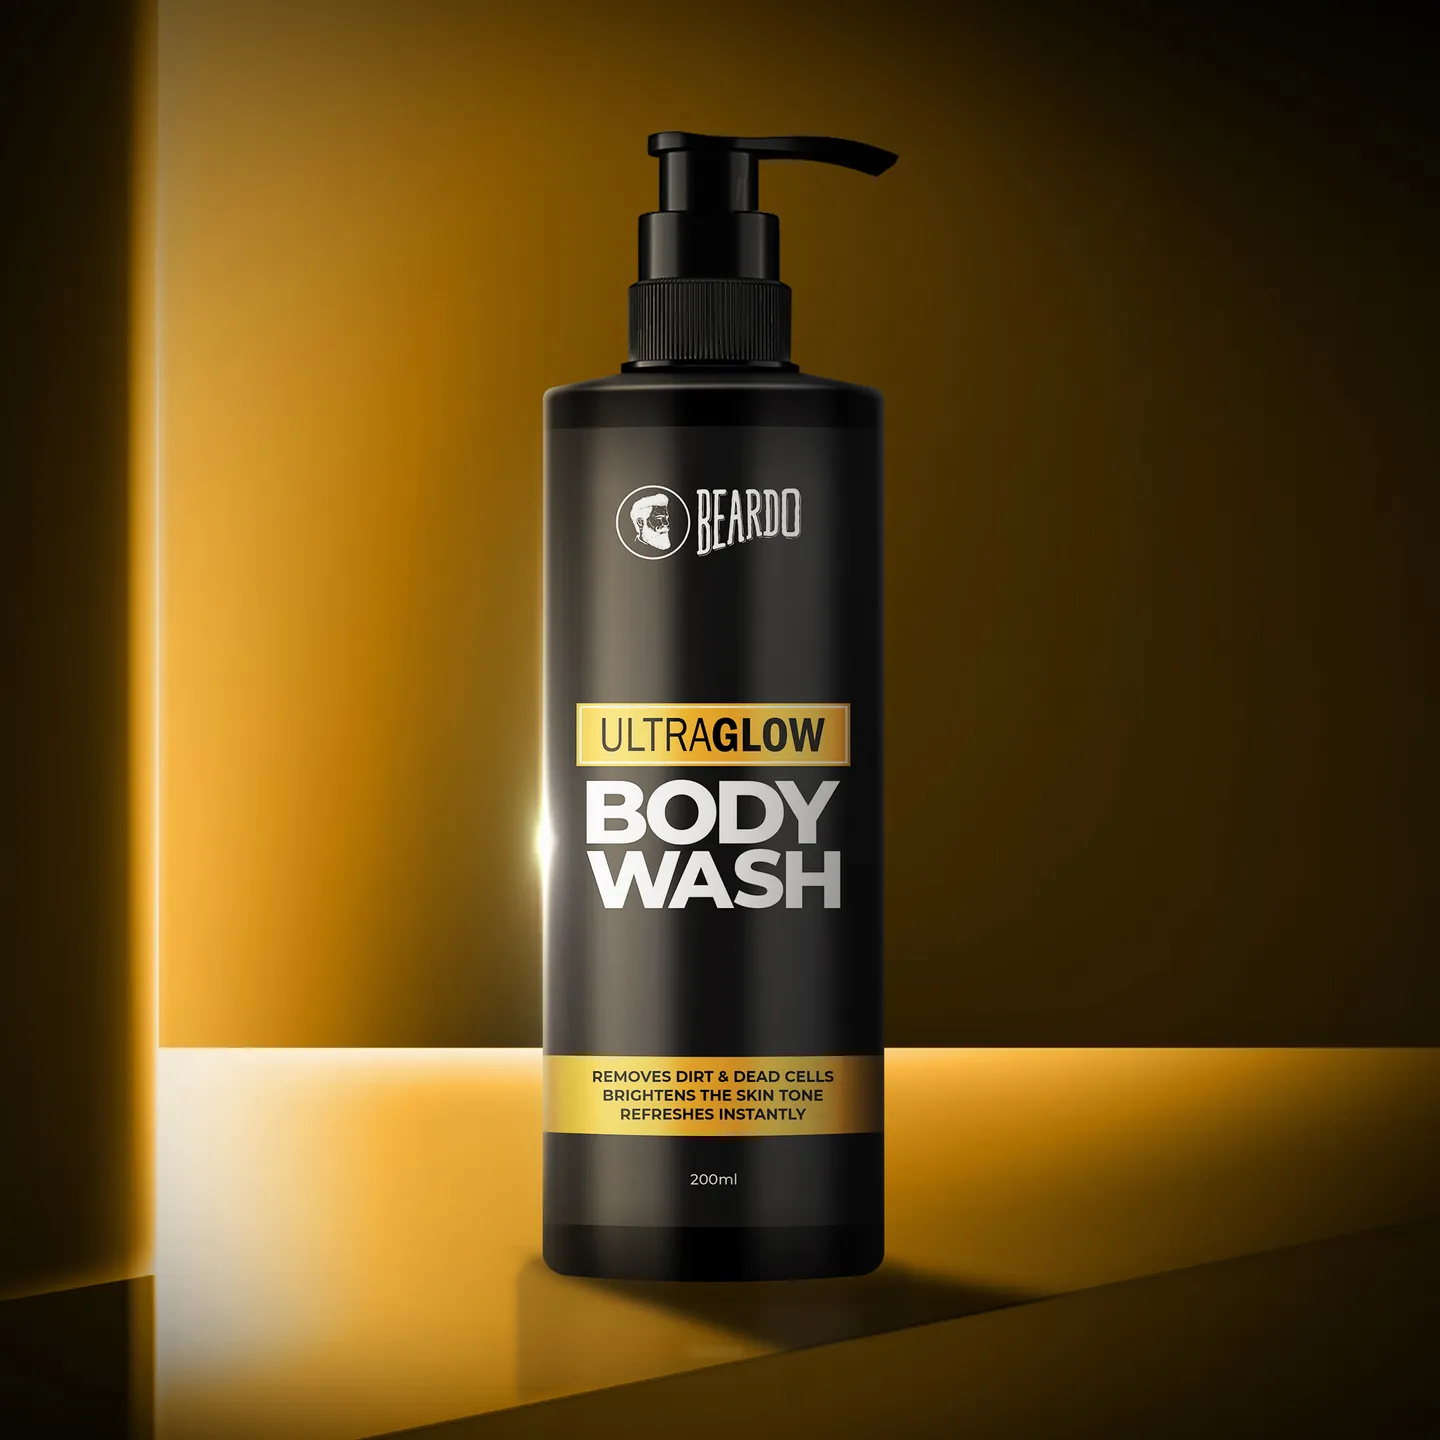 BEARDO
ULTRAGLOW
BODY
WASH
REMOVES DIRT & DEAD CELLS
BRIGHTENS THE SKIN TONE
REFRESHES INSTANTLY
200ml